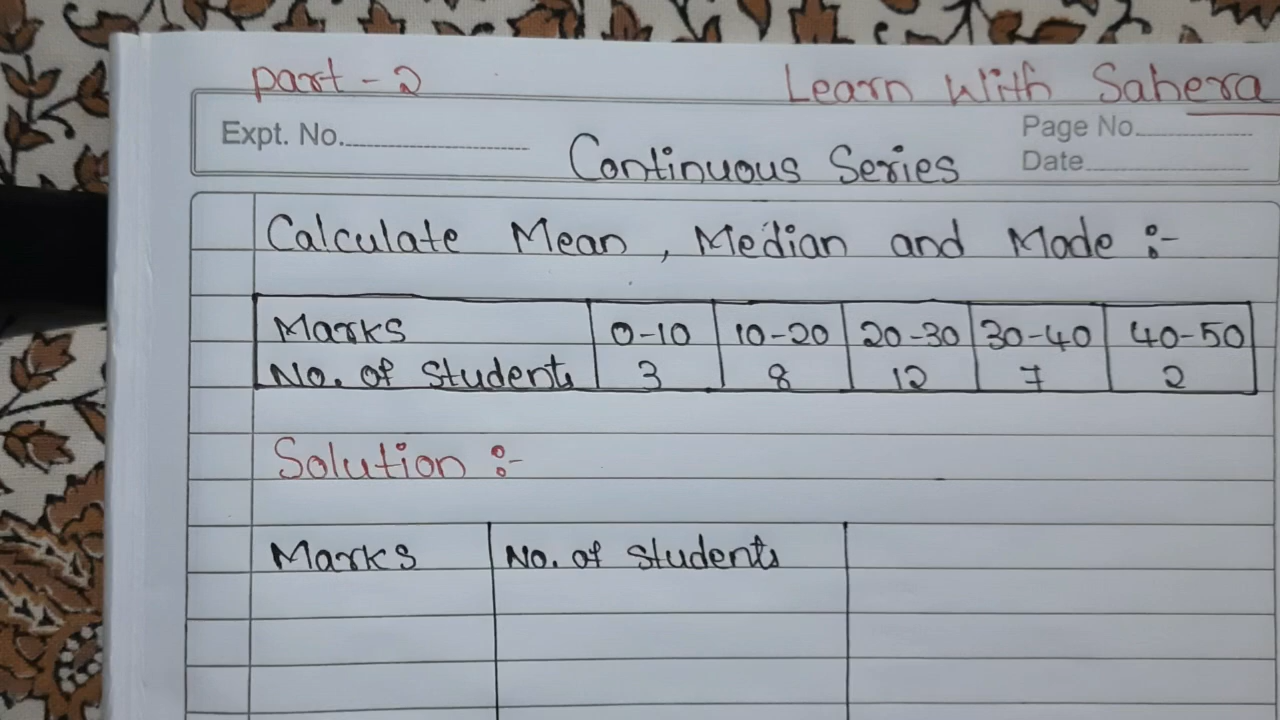 part - 2 Learn With Sahera
Expt. No. Page No.
Continuous Series Date
Calculate Mean, Median and Mode :-
Marks 0-10 10-20 20-30 30-40 40-50
No. of Students 3 8 12 7 2
Solution :-
Marks No. of Students